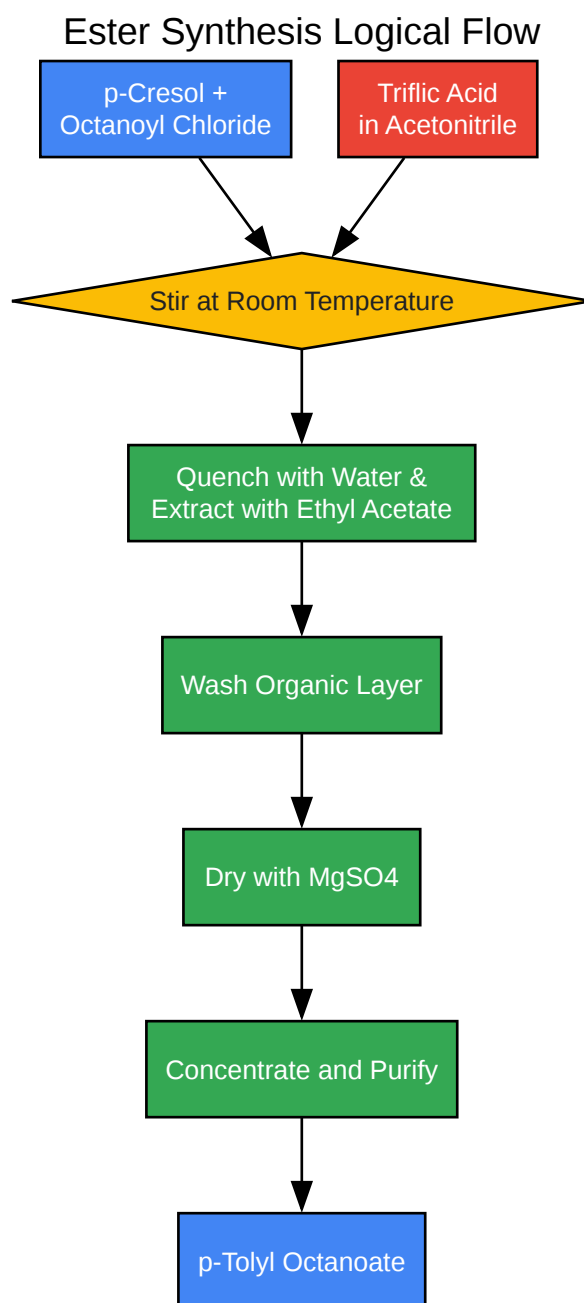 Ester Synthesis Logical Flow
p-Cresol +
Octanoyl Chloride
Triflic Acid
in Acetonitrile
Stir at Room Temperature
Quench with Water &
Extract with Ethyl Acetate
Wash Organic Layer
Dry with MgSO4
Concentrate and Purify
p-Tolyl Octanoate